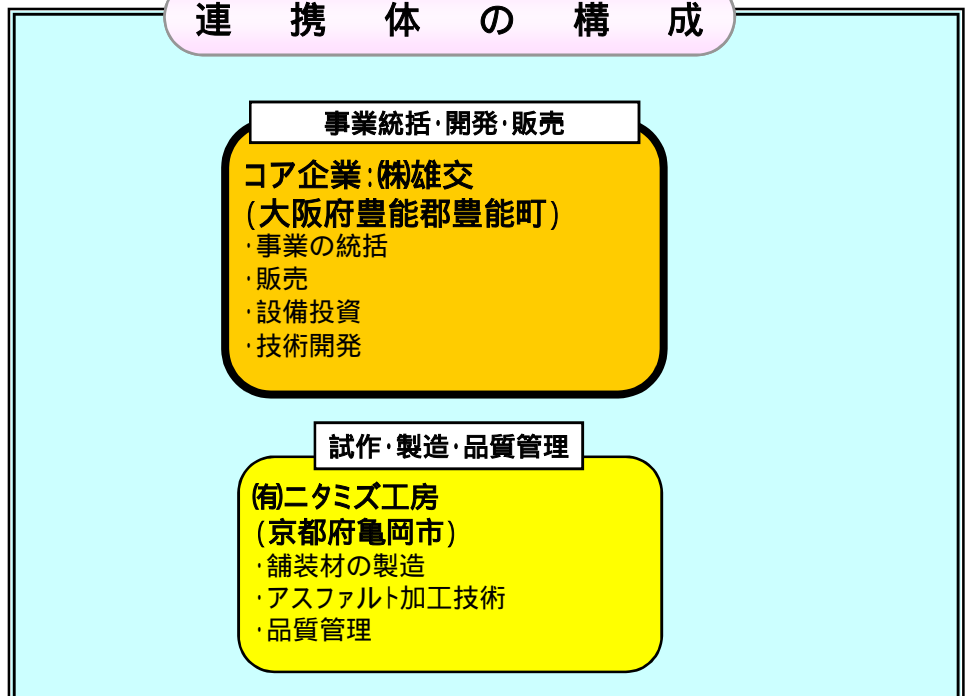 連携体の構成
事業統括・開発・販売
コア企業:㈱雄交
(大阪府豊能郡豊能町)
・事業の統括
・販売
・設備投資
・技術開発
試作・製造・品質管理
㈲ニタミズ工房
(京都府亀岡市)
・舗装材の製造
・アスファルト加工技術
・品質管理